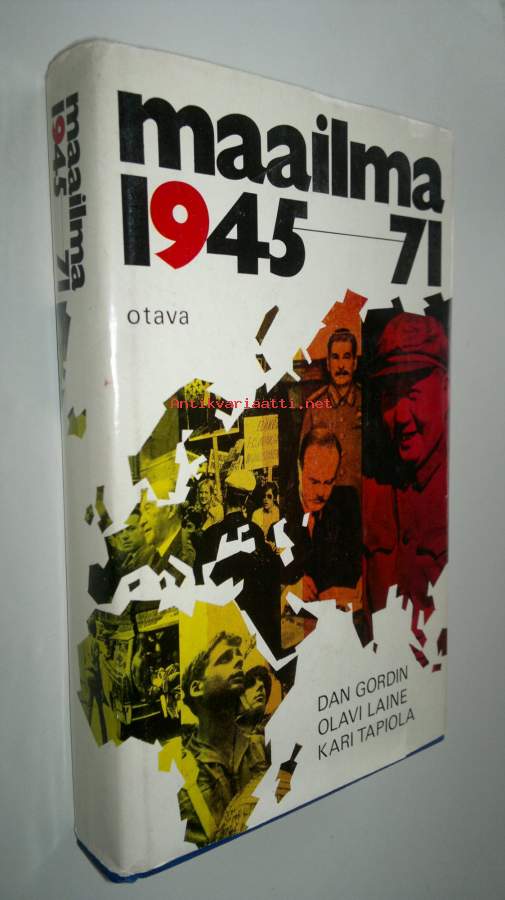 maailma
1945—71
otava
DAN GORDIN
OLAVI LAINE
KARI TAPIOLA
maailma
1945—71
Antikvariaatti.net